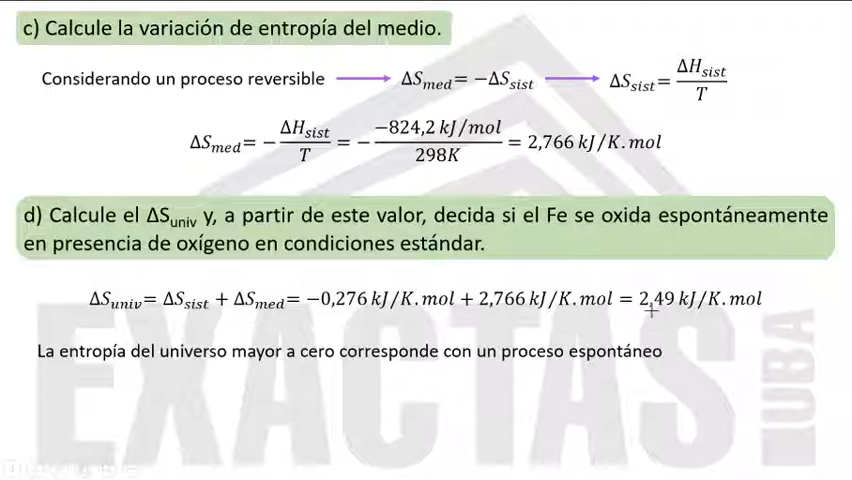 c) Calcule la variación de entropía del medio.
Considerando un proceso reversible ⟶ ΔS_med = −ΔS_sist ⟶ ΔS_sist = ΔH_sist / T
ΔS_med = − ΔH_sist / T = − −824,2 kJ/mol / 298K = 2,766 kJ/K.mol
d) Calcule el ΔS_univ y, a partir de este valor, decida si el Fe se oxida espontáneamente
en presencia de oxígeno en condiciones estándar.
ΔS_univ = ΔS_sist + ΔS_med = −0,276 kJ/K.mol + 2,766 kJ/K.mol = 2,49 kJ/K.mol
La entropía del universo mayor a cero corresponde con un proceso espontáneo
EXACTAS
UBA